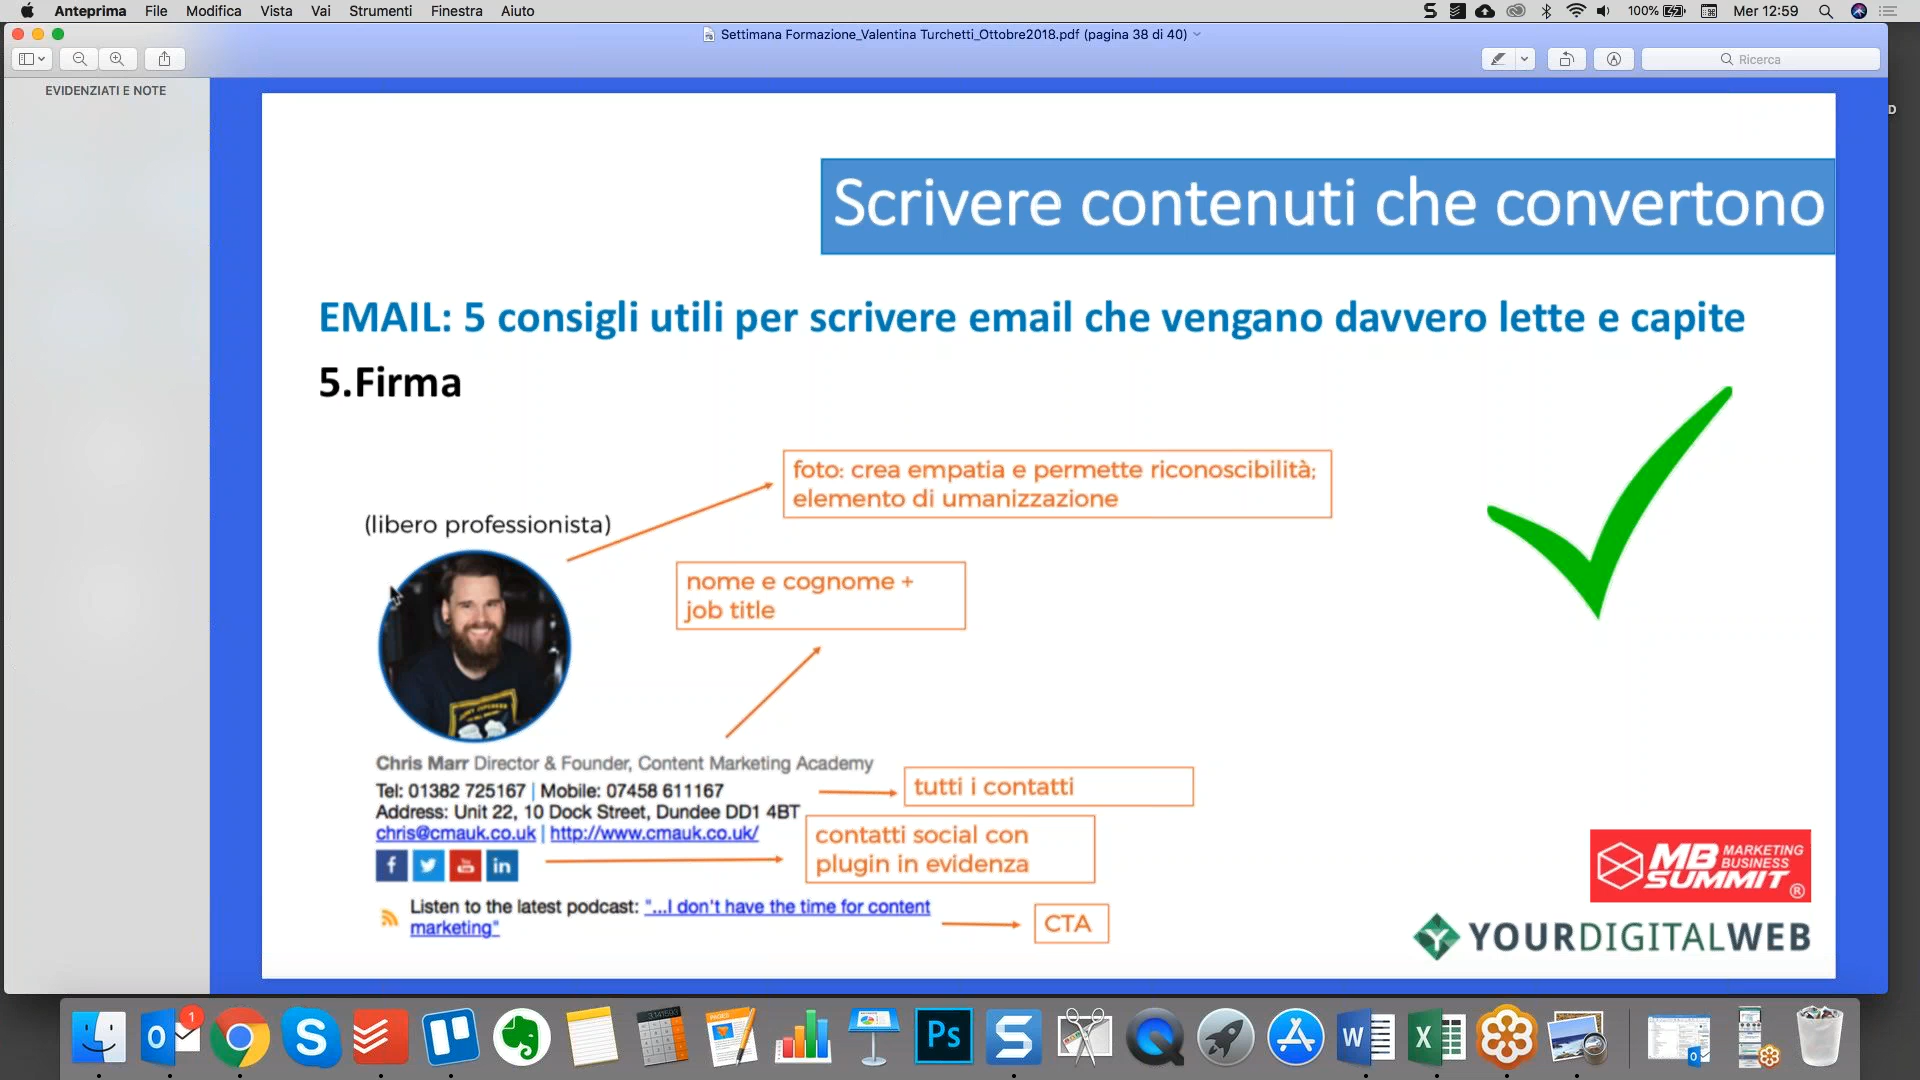 Anteprima File Modifica Vista Vai Strumenti Finestra Aiuto 100% Mer 12:59
Settimana Formazione_Valentina Turchetti_Ottobre2018.pdf (pagina 38 di 40)
Ricerca
EVIDENZIATI E NOTE
D
Scrivere contenuti che convertono
EMAIL: 5 consigli utili per scrivere email che vengano davvero lette e capite
5.Firma
foto: crea empatia e permette riconoscibilità;
elemento di umanizzazione
(libero professionista)
nome e cognome +
job title
Chris Marr Director & Founder, Content Marketing Academy
Tel: 01382 725167 | Mobile: 07458 611167
tutti i contatti
Address: Unit 22, 10 Dock Street, Dundee DD1 4BT
chris@cmauk.co.uk | http://www.cmauk.co.uk/
contatti social con
plugin in evidenza
f in
Listen to the latest podcast: "...I don't have the time for content
marketing"
CTA
MB MARKETING
BUSINESS
SUMMIT ®
YOURDIGITALWEB
1
PAGES
Ps